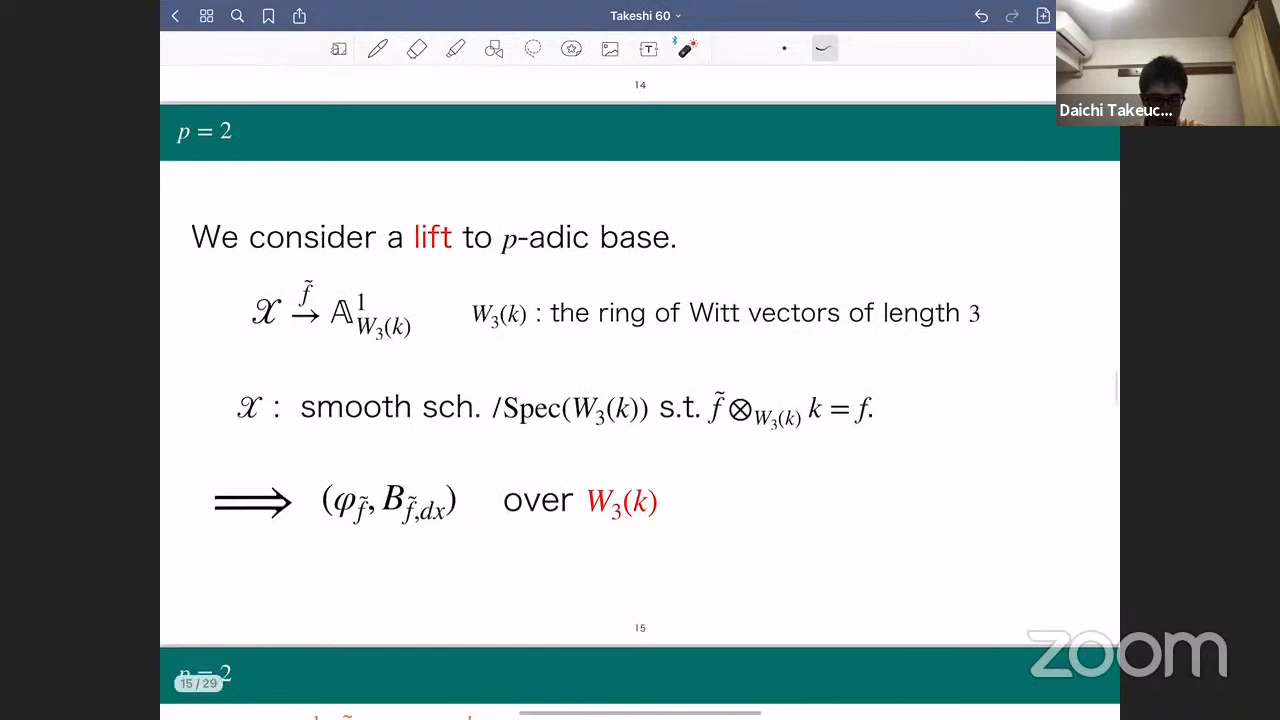 Takeshi 60
14
p = 2
Daichi Takeuc...
We consider a lift to p-adic base.
𝒳 →^{f̃} 𝔸¹_{W₃(k)} W₃(k) : the ring of Witt vectors of length 3
𝒳 : smooth sch. /Spec(W₃(k)) s.t. f̃ ⊗_{W₃(k)} k = f.
⟹ (φ_{f̃}, B_{f̃,dx}) over W₃(k)
15
zoom
p = 2
15 / 29